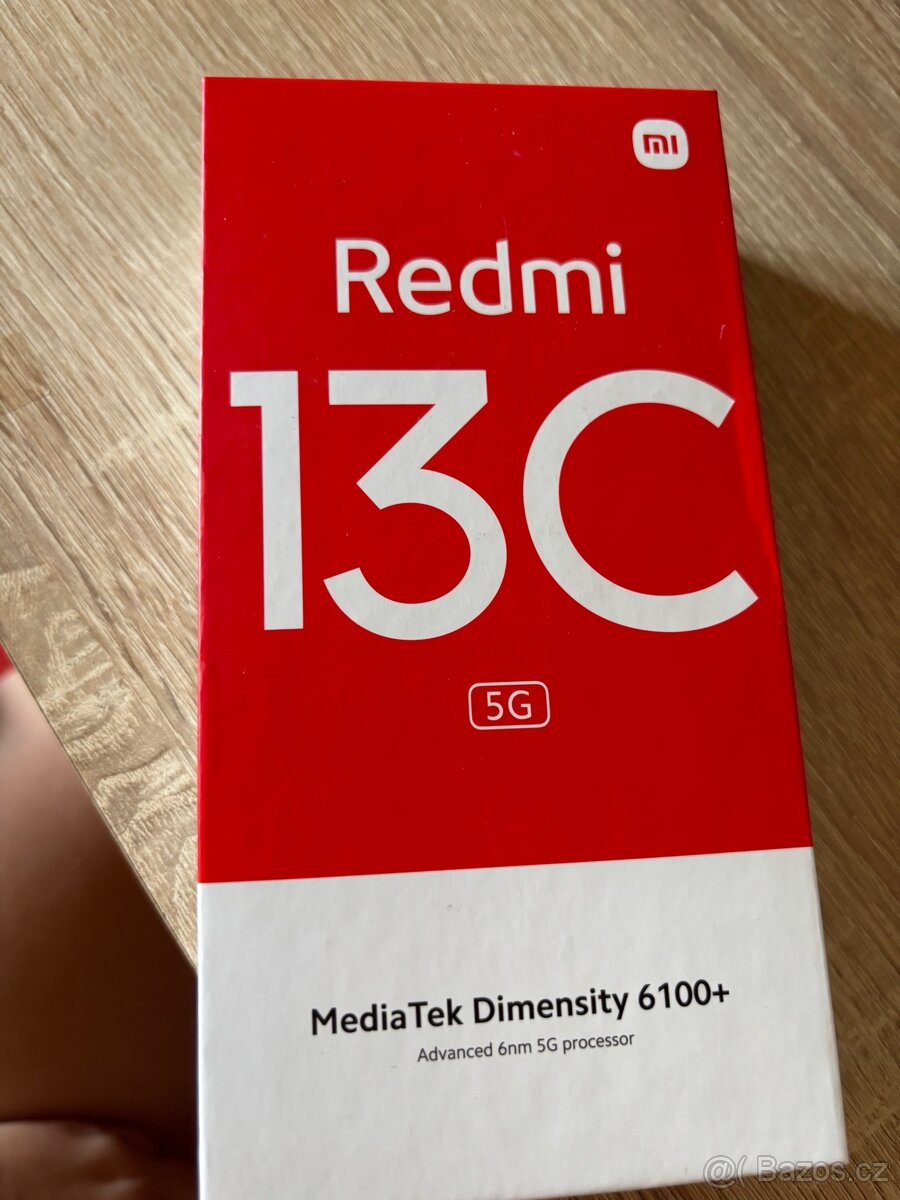 mi
Redmi
13C
5G
MediaTek Dimensity 6100+
Advanced 6nm 5G processor
@( Bazos.cz